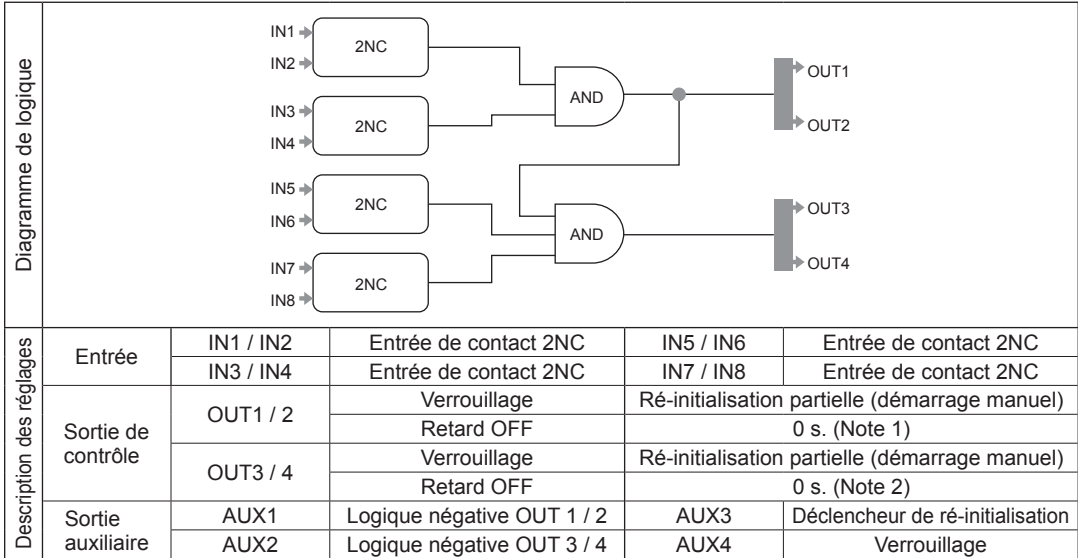 Diagramme de logique
IN1
IN2
2NC
IN3
IN4
2NC
AND
OUT1
OUT2
IN5
IN6
2NC
IN7
IN8
2NC
AND
OUT3
OUT4
Description des réglages
Entrée
IN1 / IN2 Entrée de contact 2NC IN5 / IN6 Entrée de contact 2NC
IN3 / IN4 Entrée de contact 2NC IN7 / IN8 Entrée de contact 2NC
Sortie de
contrôle
OUT1 / 2
Verrouillage Ré-initialisation partielle (démarrage manuel)
Retard OFF 0 s. (Note 1)
OUT3 / 4
Verrouillage Ré-initialisation partielle (démarrage manuel)
Retard OFF 0 s. (Note 2)
Sortie
auxiliaire
AUX1 Logique négative OUT 1 / 2 AUX3 Déclencheur de ré-initialisation
AUX2 Logique négative OUT 3 / 4 AUX4 Verrouillage